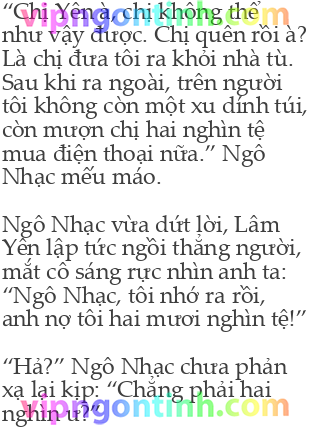 “Chị Yên à, chị không thể
vipngontinh.com
như vậy được. Chị quên rồi à?
Là chị đưa tôi ra khỏi nhà tù.
Sau khi ra ngoài, trên người
tôi không còn một xu dính túi,
còn mượn chị hai nghìn tệ
mua điện thoại nữa.” Ngô
Nhạc mếu máo.
Ngô Nhạc vừa dứt lời, Lâm
Yên lập tức ngồi thẳng người,
mắt cô sáng rực nhìn anh ta:
“Ngô Nhạc, tôi nhớ ra rồi,
anh nợ tôi hai mươi nghìn tệ!”
“Hả?” Ngô Nhạc chưa phản
xạ lại kịp: “Chẳng phải hai
nghìn ư?”
vipngontinh.com